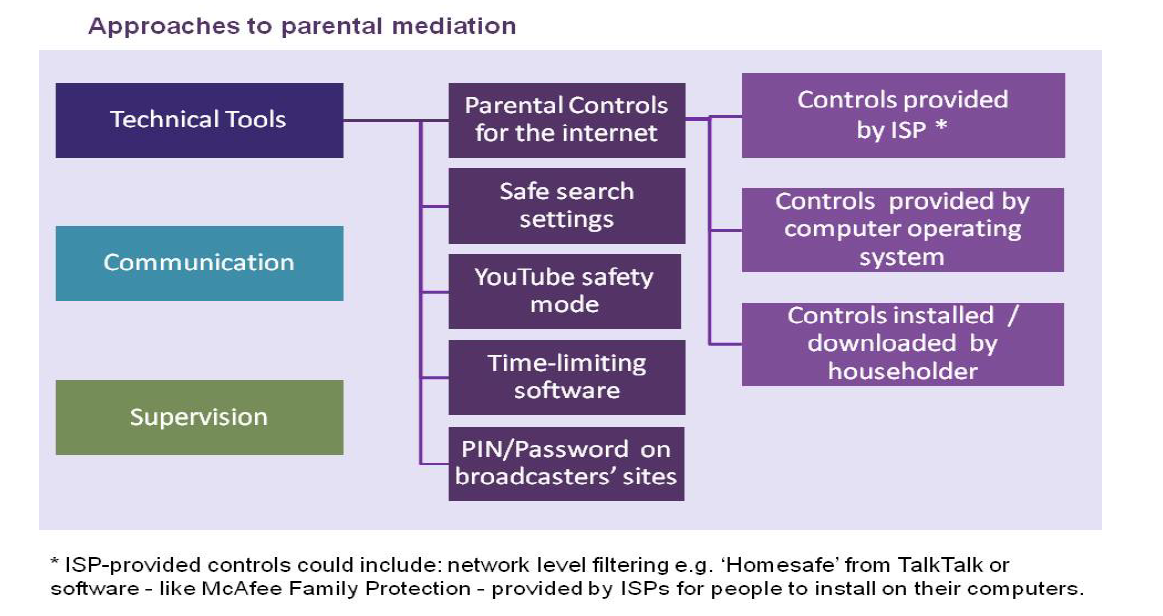 Approaches to parental mediation
Technical Tools
Communication
Supervision
Parental Controls
for the internet
Safe search
settings
YouTube safety
mode
Time-limiting
software
PIN/Password on
broadcasters’ sites
Controls provided
by ISP *
Controls provided by
computer operating
system
Controls installed /
downloaded by
householder
* ISP-provided controls could include: network level filtering e.g. ‘Homesafe’ from TalkTalk or
software - like McAfee Family Protection - provided by ISPs for people to install on their computers.